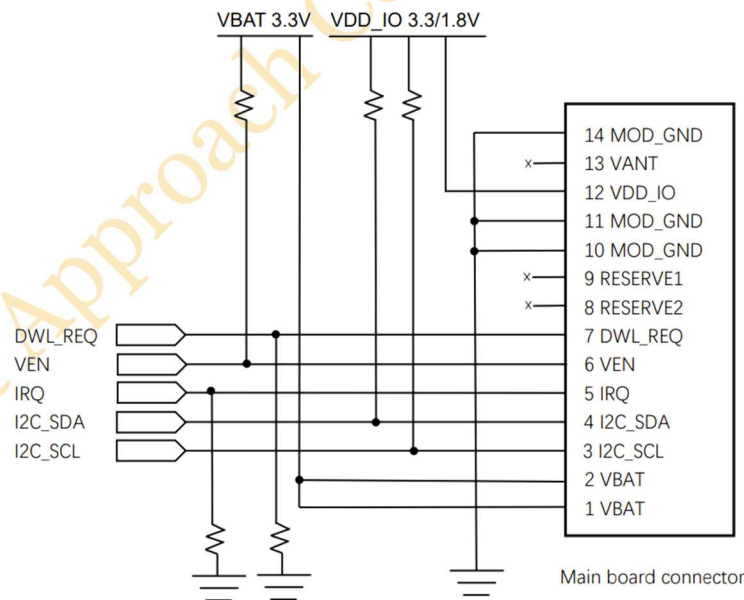 VBAT 3.3V VDD_IO 3.3/1.8V
14 MOD_GND
x 13 VANT
12 VDD_IO
11 MOD_GND
10 MOD_GND
x 9 RESERVE1
x 8 RESERVE2
DWL_REQ 7 DWL_REQ
VEN 6 VEN
IRQ 5 IRQ
I2C_SDA 4 I2C_SDA
I2C_SCL 3 I2C_SCL
2 VBAT
1 VBAT
Main board connector
Approach